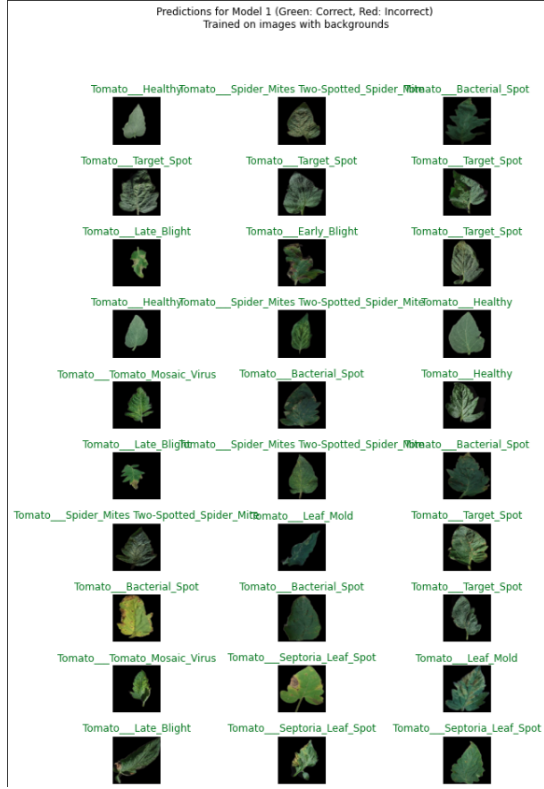 Predictions for Model 1 (Green: Correct, Red: Incorrect)
Trained on images with backgrounds
Tomato___Healthy Tomato___Spider_Mites Two-Spotted_Spider_Mite Tomato___Bacterial_Spot
Tomato___Target_Spot Tomato___Target_Spot Tomato___Target_Spot
Tomato___Late_Blight Tomato___Early_Blight Tomato___Target_Spot
Tomato___Healthy Tomato___Spider_Mites Two-Spotted_Spider_Mite Tomato___Healthy
Tomato___Tomato_Mosaic_Virus Tomato___Bacterial_Spot Tomato___Healthy
Tomato___Late_Blight Tomato___Spider_Mites Two-Spotted_Spider_Mite Tomato___Bacterial_Spot
Tomato___Spider_Mites Two-Spotted_Spider_Mite Tomato___Leaf_Mold Tomato___Target_Spot
Tomato___Bacterial_Spot Tomato___Bacterial_Spot Tomato___Target_Spot
Tomato___Tomato_Mosaic_Virus Tomato___Septoria_Leaf_Spot Tomato___Leaf_Mold
Tomato___Late_Blight Tomato___Septoria_Leaf_Spot Tomato___Septoria_Leaf_Spot